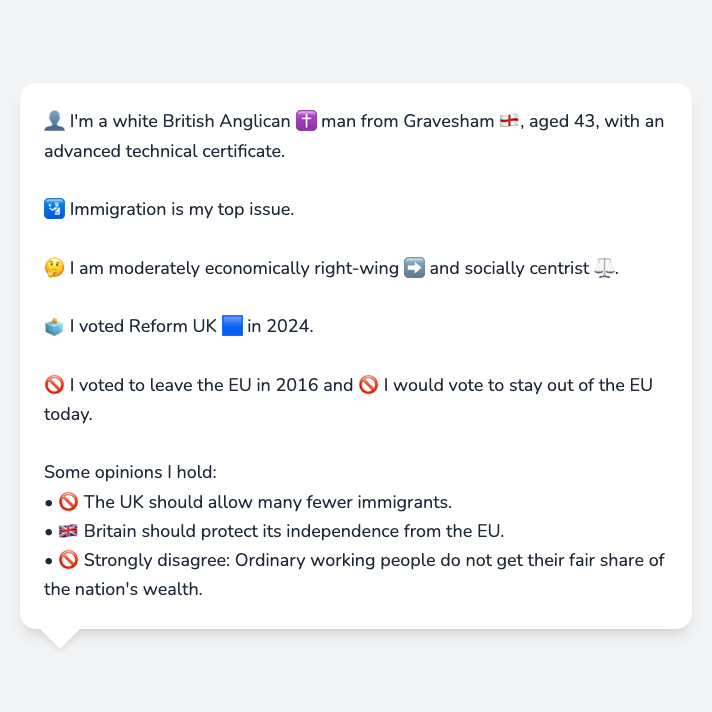 👤 I'm a white British Anglican ✝️ man from Gravesham 🏴󠁧󠁢󠁥󠁮󠁧󠁿, aged 43, with an
advanced technical certificate.
🛂 Immigration is my top issue.
🤔 I am moderately economically right-wing ➡️ and socially centrist ⚖️.
🗳️ I voted Reform UK 🟦 in 2024.
🚫 I voted to leave the EU in 2016 and 🚫 I would vote to stay out of the EU
today.
Some opinions I hold:
• 🚫 The UK should allow many fewer immigrants.
• 🇬🇧 Britain should protect its independence from the EU.
• 🚫 Strongly disagree: Ordinary working people do not get their fair share of
the nation's wealth.